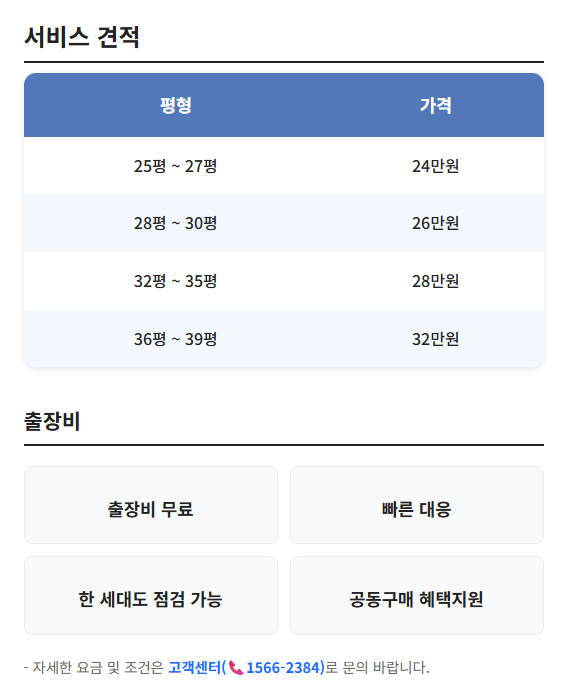 서비스 견적
평형 가격
25평 ~ 27평 24만원
28평 ~ 30평 26만원
32평 ~ 35평 28만원
36평 ~ 39평 32만원
출장비
출장비 무료 빠른 대응
한 세대도 점검 가능 공동구매 혜택지원
- 자세한 요금 및 조건은 고객센터(📞1566-2384)로 문의 바랍니다.